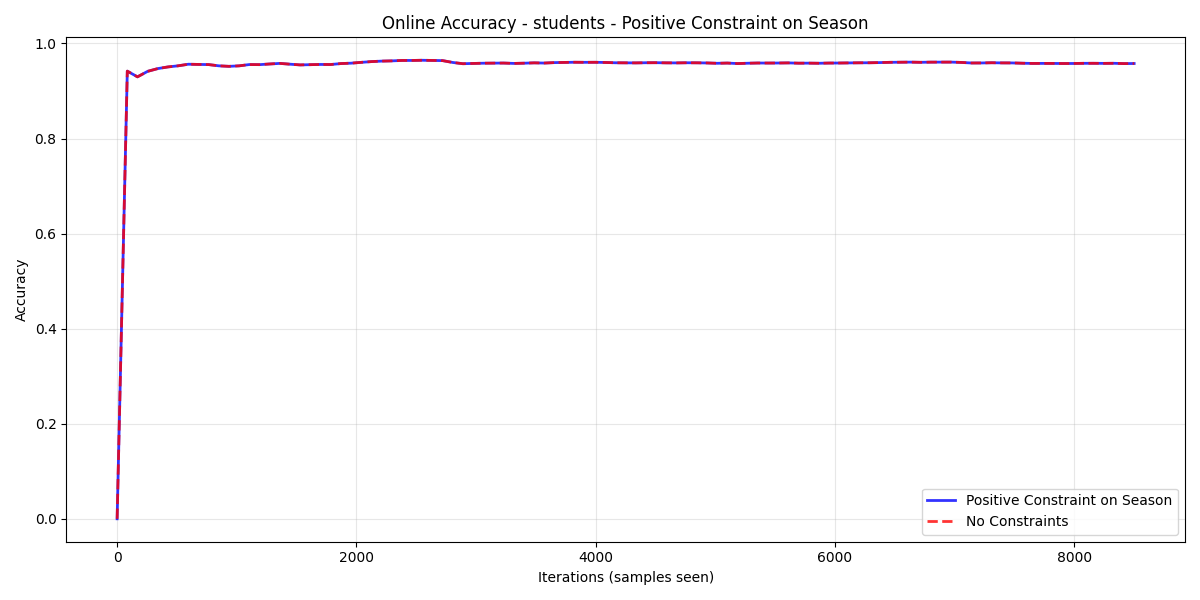 Online Accuracy - students - Positive Constraint on Season
1.0
0.8
0.6
0.4
0.2
0.0
Accuracy
0 2000 4000 6000 8000
Iterations (samples seen)
Positive Constraint on Season
No Constraints